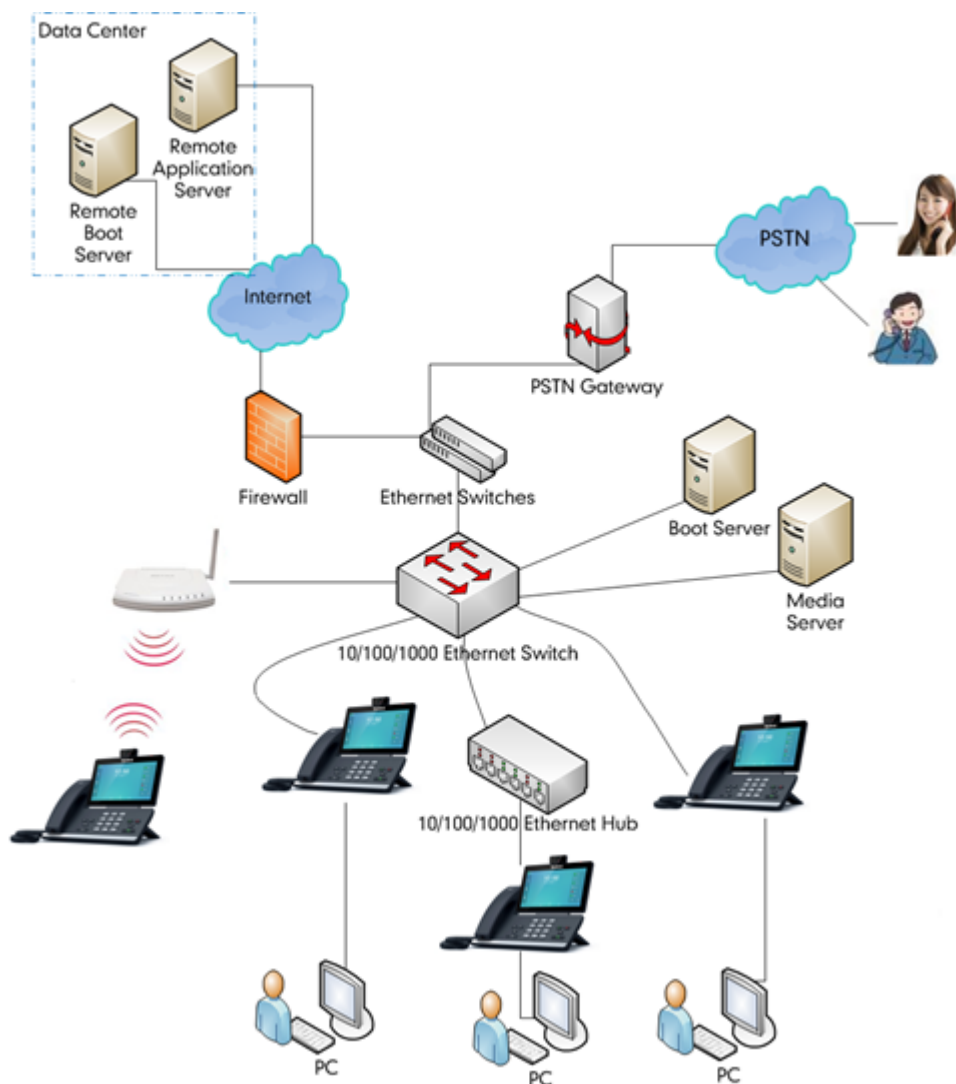 Data Center
Remote
Application
Server
Remote
Boot
Server
PSTN
Internet
PSTN Gateway
Firewall
Ethernet Switches
Boot Server
Media
Server
10/100/1000 Ethernet Switch
10/100/1000 Ethernet Hub
PC
PC
PC